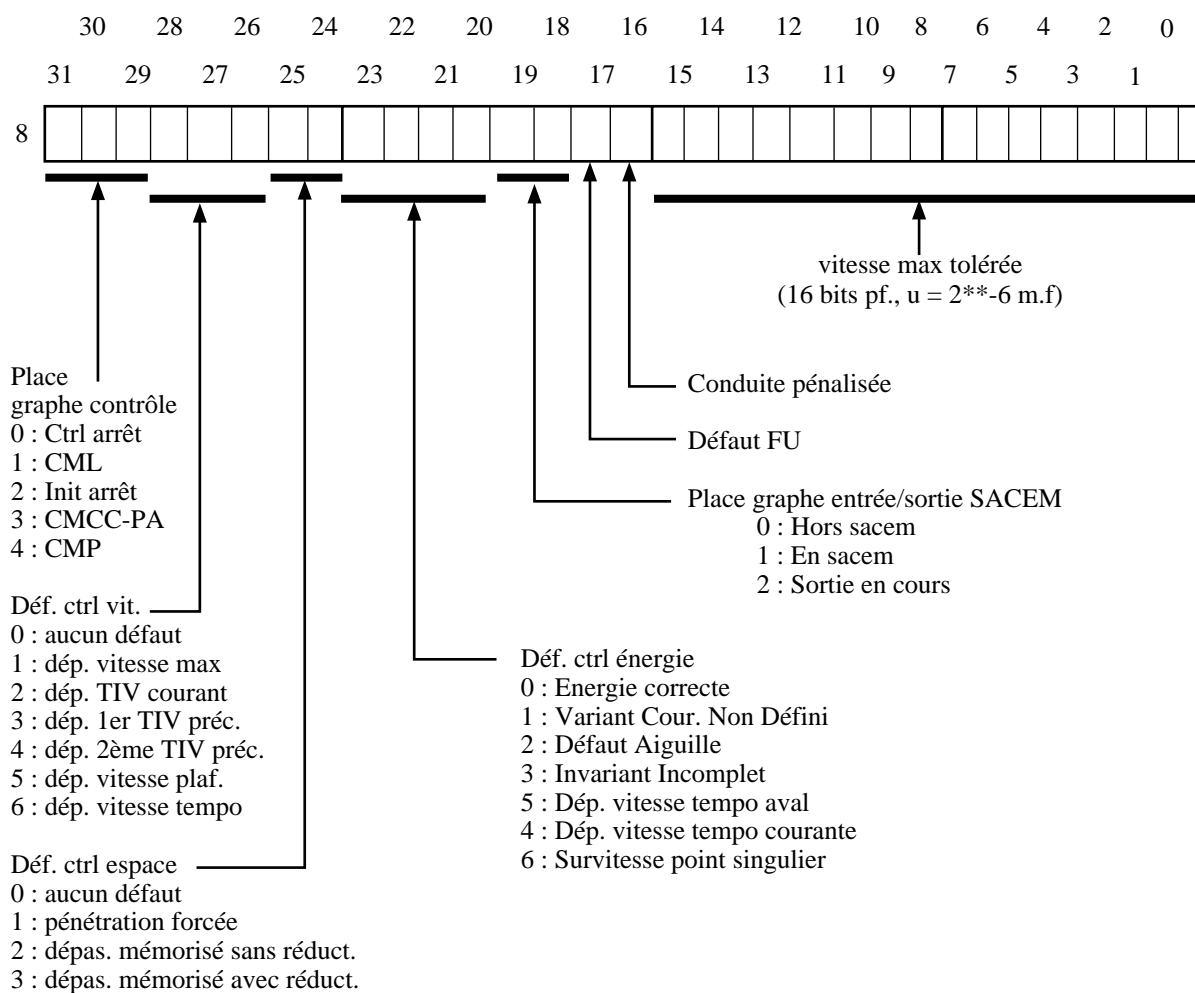 30 28 26 24 22 20 18 16 14 12 10 8 6 4 2 0
31 29 27 25 23 21 19 17 15 13 11 9 7 5 3 1
8
vitesse max tolérée
(16 bits pf., u = 2**-6 m.f)
Place
graphe contrôle
0 : Ctrl arrêt
1 : CML
2 : Init arrêt
3 : CMCC-PA
4 : CMP
Conduite pénalisée
Défaut FU
Place graphe entrée/sortie SACEM
0 : Hors sacem
1 : En sacem
2 : Sortie en cours
Déf. ctrl vit.
0 : aucun défaut
1 : dép. vitesse max
2 : dép. TIV courant
3 : dép. 1er TIV préc.
4 : dép. 2ème TIV préc.
5 : dép. vitesse plaf.
6 : dép. vitesse tempo
Déf. ctrl énergie
0 : Energie correcte
1 : Variant Cour. Non Défini
2 : Défaut Aiguille
3 : Invariant Incomplet
5 : Dép. vitesse tempo aval
4 : Dép. vitesse tempo courante
6 : Survitesse point singulier
Déf. ctrl espace
0 : aucun défaut
1 : pénétration forcée
2 : dépas. mémorisé sans réduct.
3 : dépas. mémorisé avec réduct.